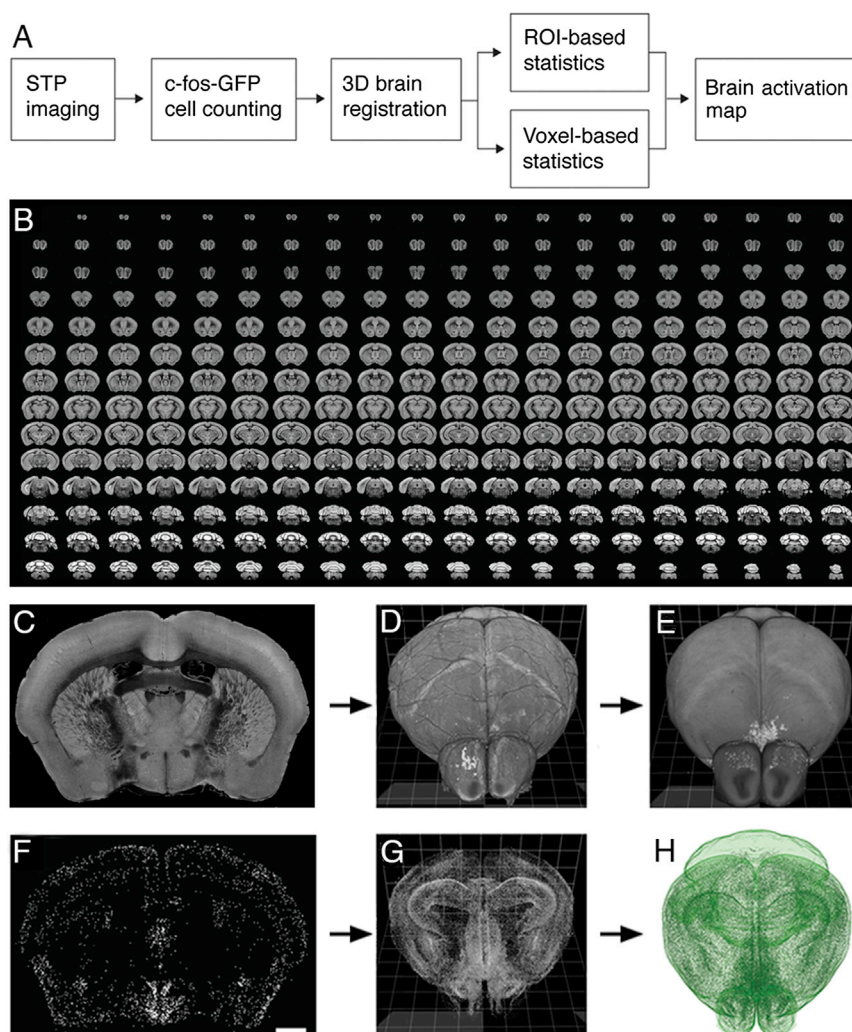 A
STP
imaging
c-fos-GFP
cell counting
3D brain
registration
ROI-based
statistics
Voxel-based
statistics
Brain activation
map
B
C
D
E
F
G
H